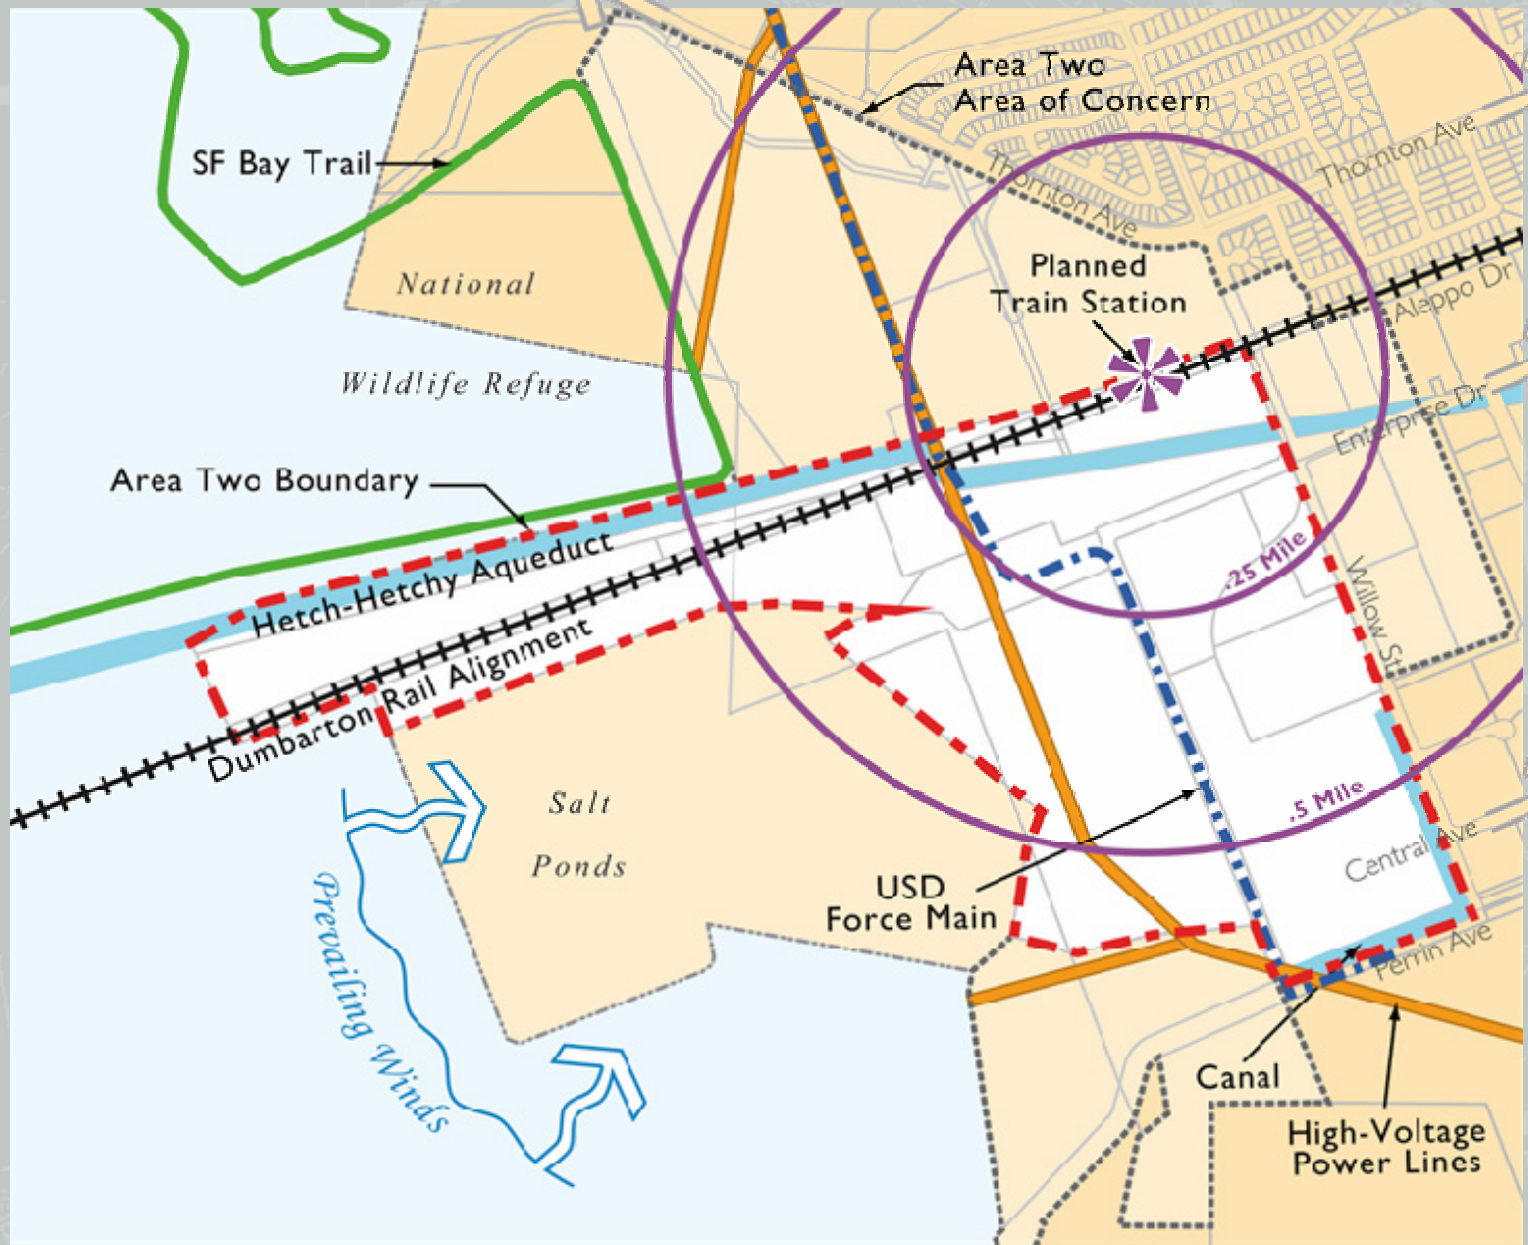 Area Two
Area of Concern
SF Bay Trail
Thornton Ave
Thornton Ave
National
Planned
Train Station
Aleppo Dr
Wildlife Refuge
Enterprise Dr
Area Two Boundary
Hetch-Hetchy Aqueduct
.25 Mile
Willow St
Dumbarton Rail Alignment
Salt
Ponds
.5 Mile
Central Ave
USD
Force Main
Perrin Ave
Prevailing Winds
Canal
High-Voltage
Power Lines